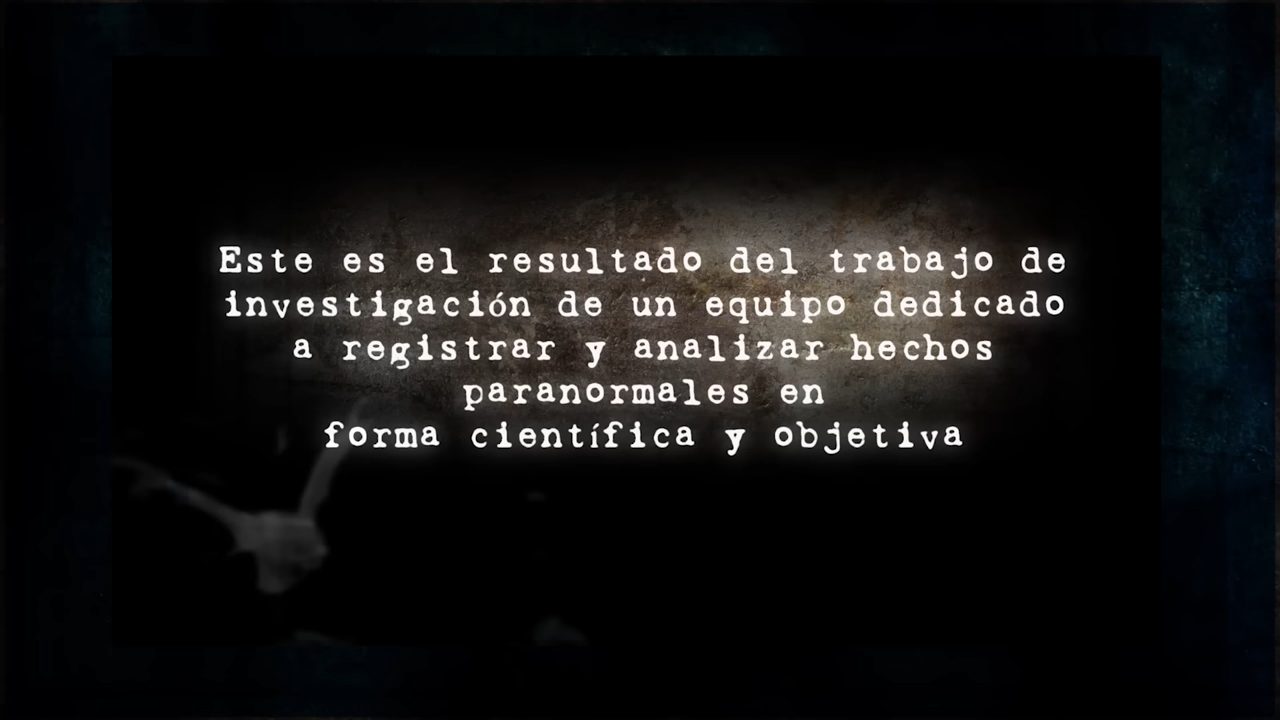 Este es el resultado del trabajo de
investigación de un equipo dedicado
a registrar y analizar hechos
paranormales en
forma científica y objetiva